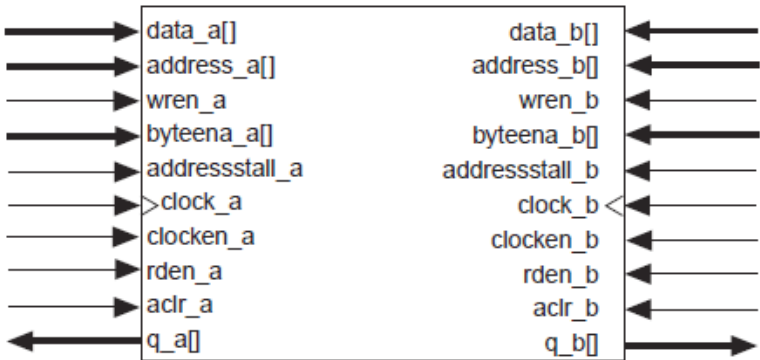 data_a[] data_b[]
address_a[] address_b[]
wren_a wren_b
byteena_a[] byteena_b[]
addressstall_a addressstall_b
clock_a clock_b
clocken_a clocken_b
rden_a rden_b
aclr_a aclr_b
q_a[] q_b[]